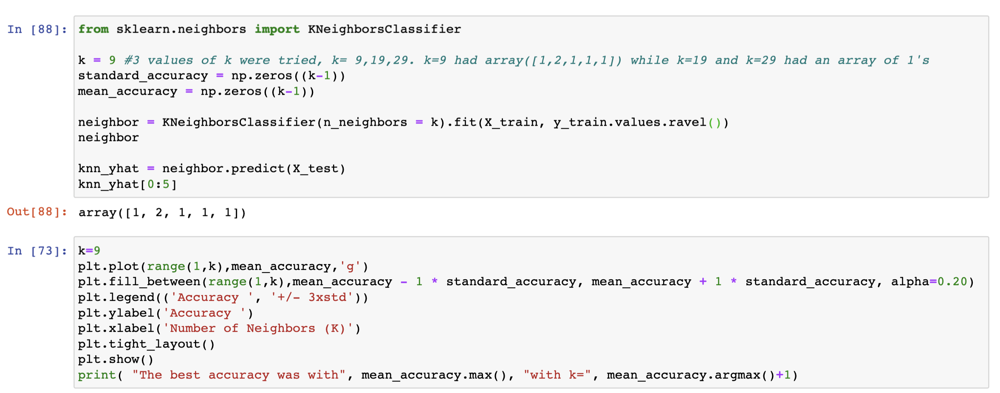 In [88]: from sklearn.neighbors import KNeighborsClassifier
k = 9 #3 values of k were tried, k= 9,19,29. k=9 had array([1,2,1,1,1]) while k=19 and k=29 had an array of 1's
standard_accuracy = np.zeros((k-1))
mean_accuracy = np.zeros((k-1))
neighbor = KNeighborsClassifier(n_neighbors = k).fit(X_train, y_train.values.ravel())
neighbor
knn_yhat = neighbor.predict(X_test)
knn_yhat[0:5]
Out[88]: array([1, 2, 1, 1, 1])
In [73]: k=9
plt.plot(range(1,k),mean_accuracy,'g')
plt.fill_between(range(1,k),mean_accuracy - 1 * standard_accuracy, mean_accuracy + 1 * standard_accuracy, alpha=0.20)
plt.legend(('Accuracy ', '+/- 3xstd'))
plt.ylabel('Accuracy ')
plt.xlabel('Number of Neighbors (K)')
plt.tight_layout()
plt.show()
print( "The best accuracy was with", mean_accuracy.max(), "with k=", mean_accuracy.argmax()+1)